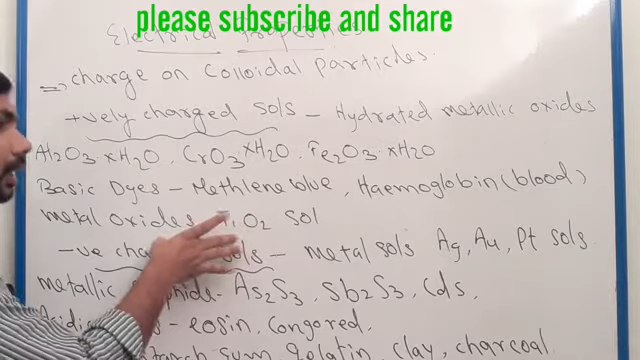 please subscribe and share
Electrical Properties
=> charge on Colloidal Particles.
+vely charged sols - Hydrated metallic oxides
Al2O3·xH2O, CrO3 xH2O, Fe2O3·xH2O
Basic Dyes - Methlene blue, Haemoglobin (blood)
metal oxides O2 sol
-ve sols - metal sols Ag, Au, Pt sols.
metallic As2S3, Sb2S3, Cds,
- eosin, Congored.
gum, Gelatin, Clay, charcoal